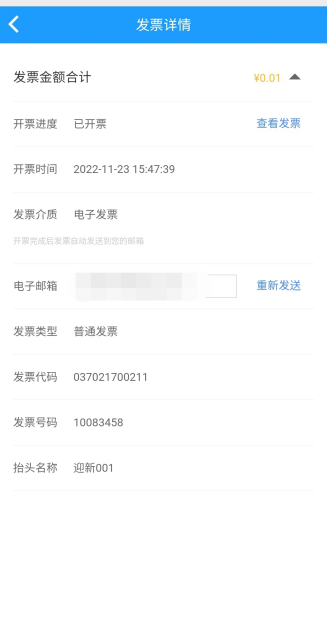 发票详情
发票金额合计 ¥0.01
开票进度 已开票 查看发票
开票时间 2022-11-23 15:47:39
发票介质 电子发票
开票完成后发票自动发送到您的邮箱
电子邮箱 重新发送
发票类型 普通发票
发票代码 037021700211
发票号码 10083458
抬头名称 迎新001